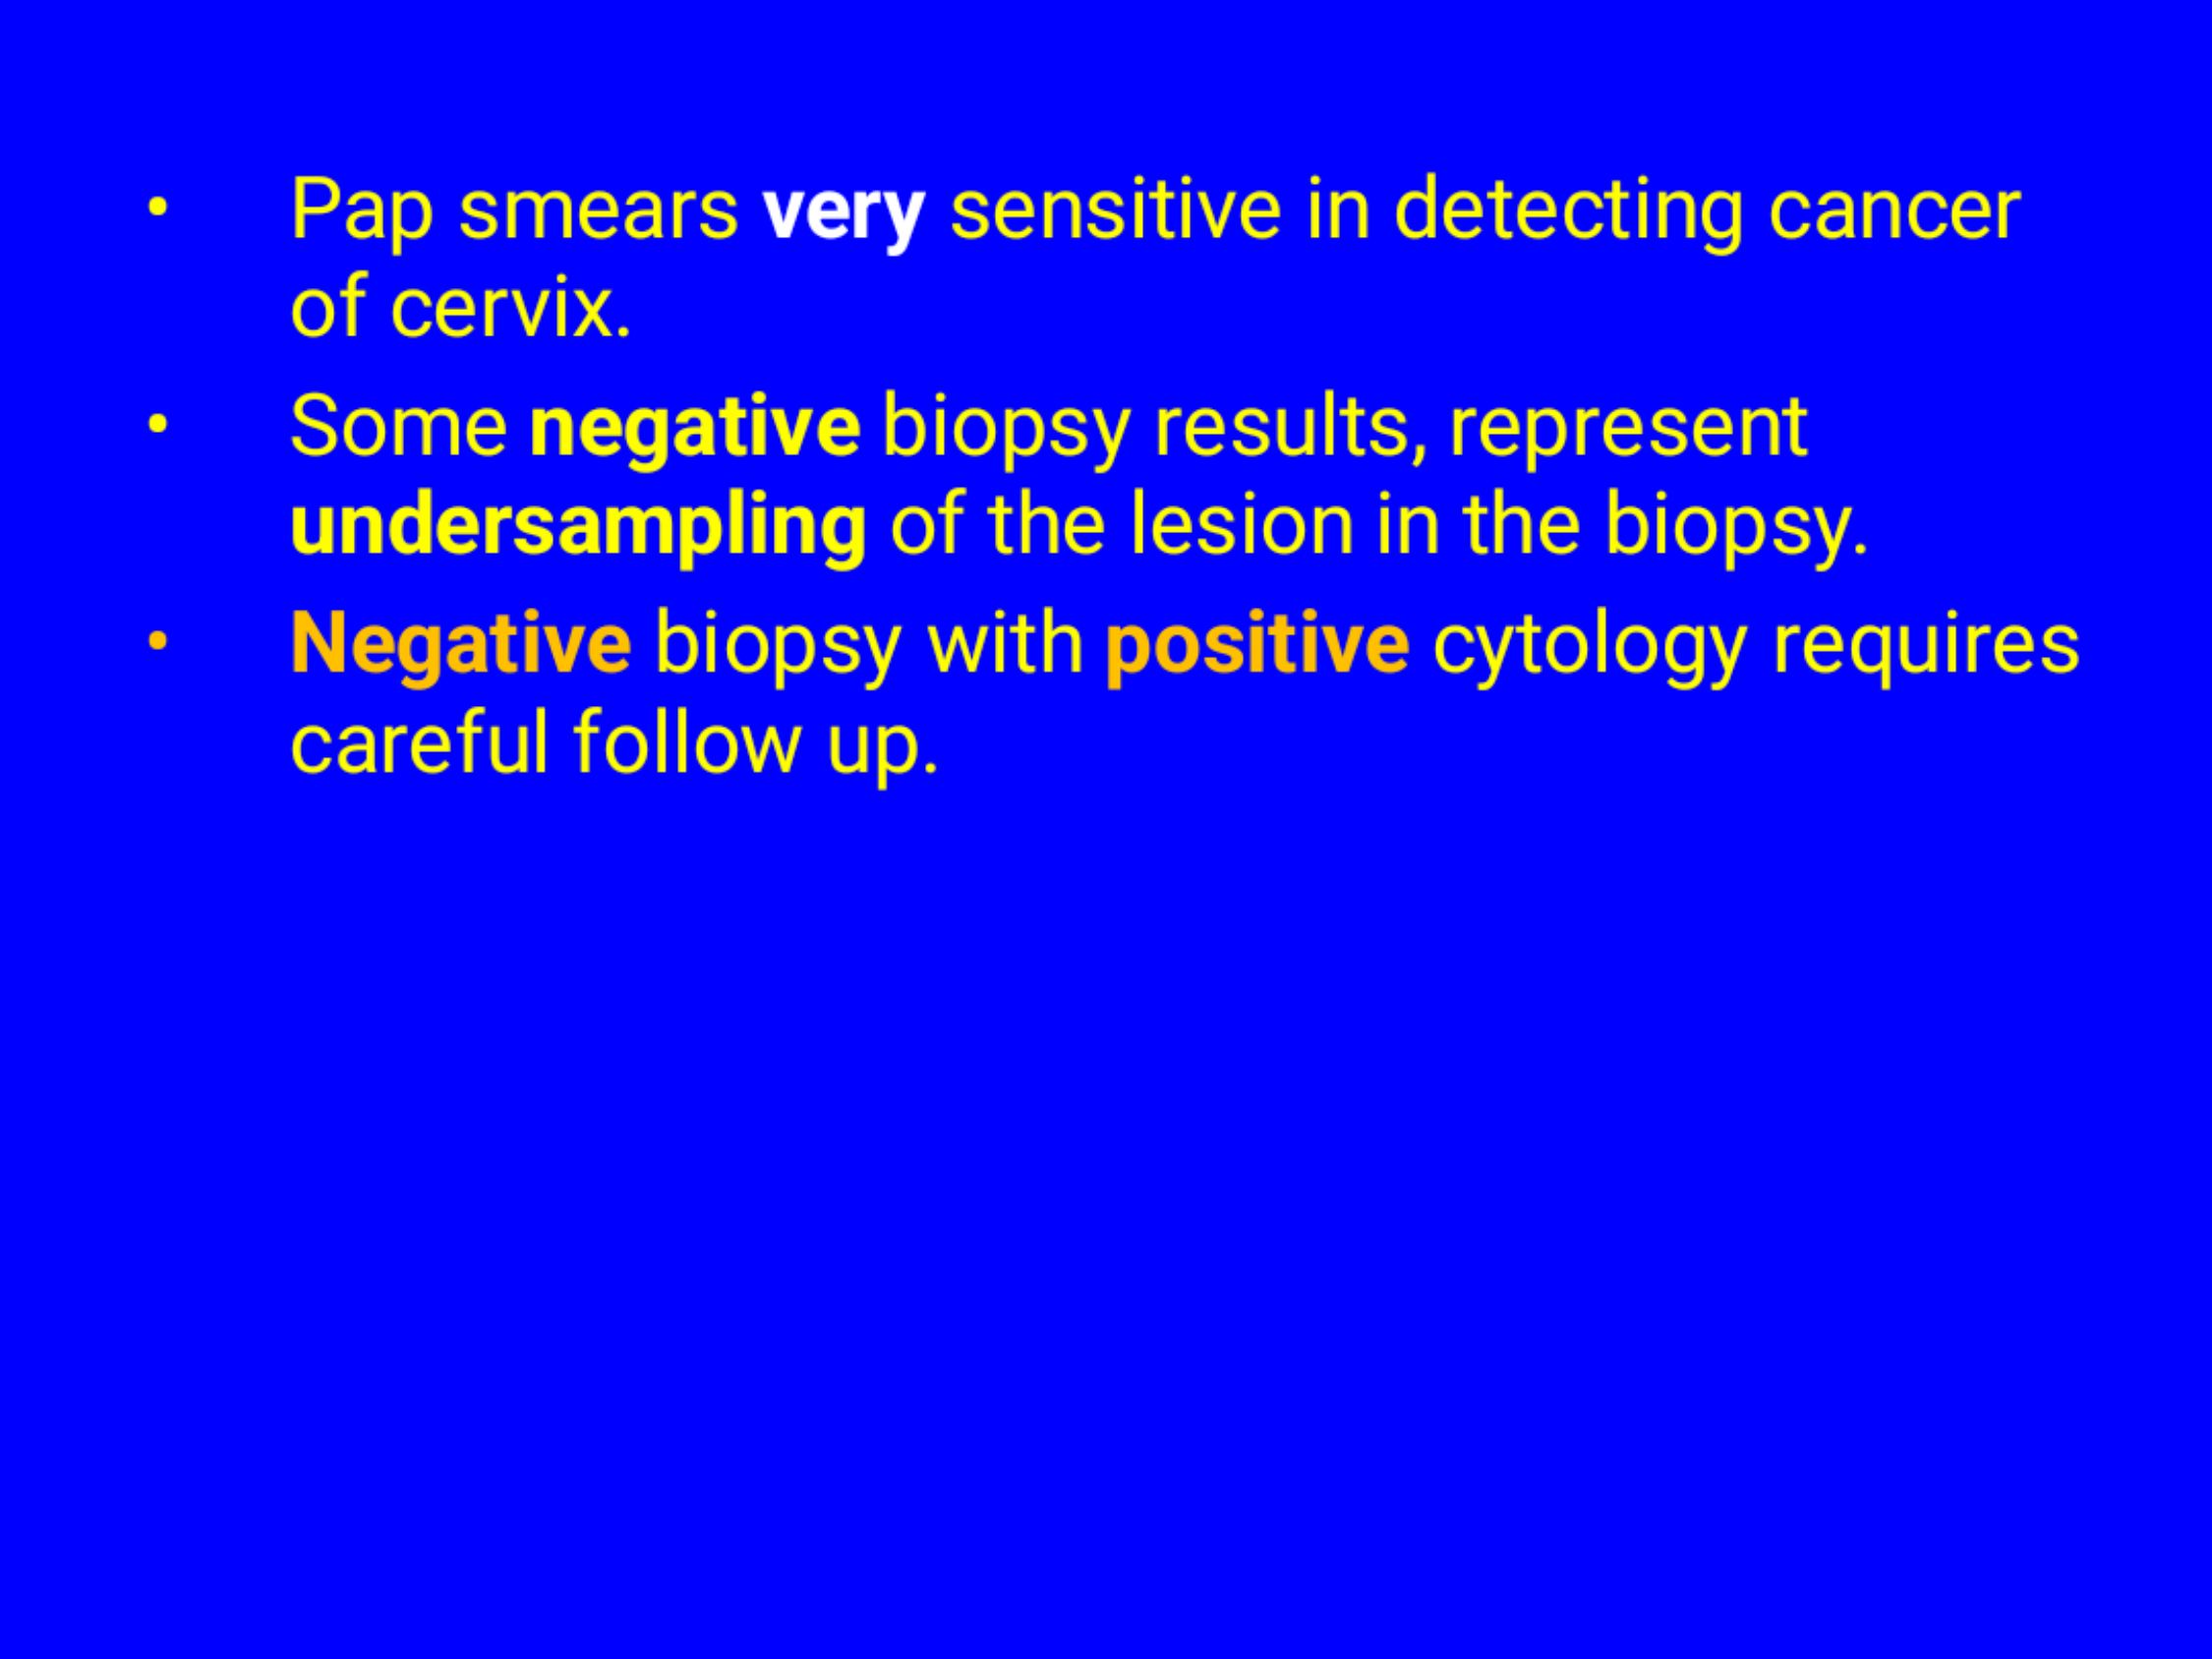 • Pap smears very sensitive in detecting cancer
of cervix.
• Some negative biopsy results, represent
undersampling of the lesion in the biopsy.
• Negative biopsy with positive cytology requires
careful follow up.